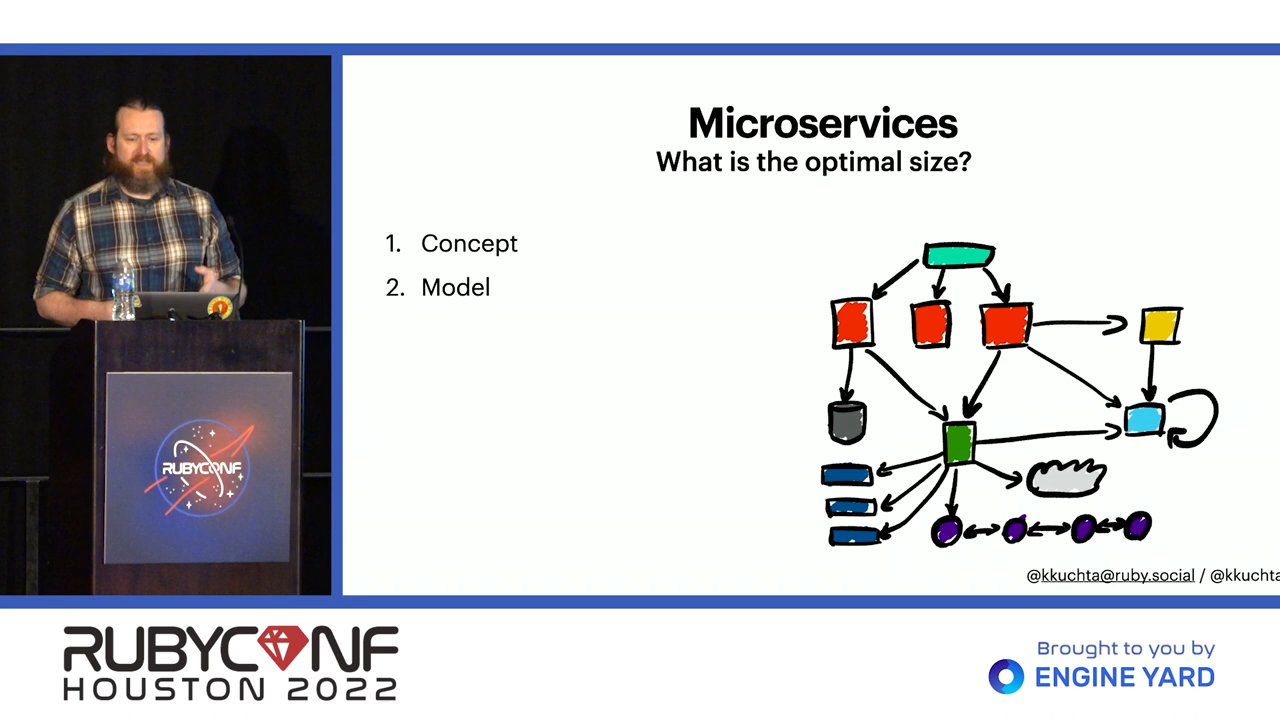 Microservices
What is the optimal size?
1. Concept
2. Model
@kkuchta@ruby.social / @kkuchta
RUBYCONF
RUBYCONF
HOUSTON 2022
Brought to you by
ENGINE YARD